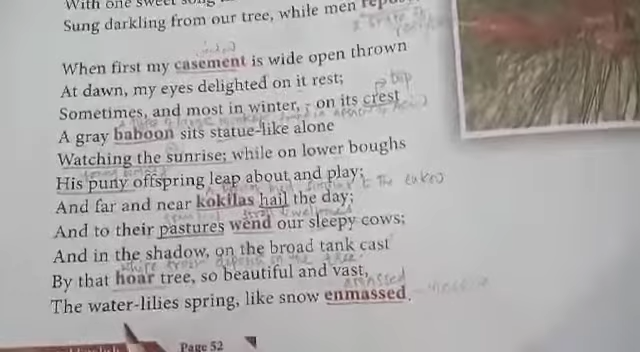 With one sweet song
Sung darkling from our tree, while men repos
When first my casement is wide open thrown
At dawn, my eyes delighted on it rest;
top
Sometimes, and most in winter, – on its crest
A gray baboon sits statue-like alone
Watching the sunrise; while on lower boughs
His puny offspring leap about and play;
And far and near kokilas hail the day;
And to their pastures wend our sleepy cows;
And in the shadow, on the broad tank cast
By that hoar tree, so beautiful and vast,
The water-lilies spring, like snow enmassed.
Page 52